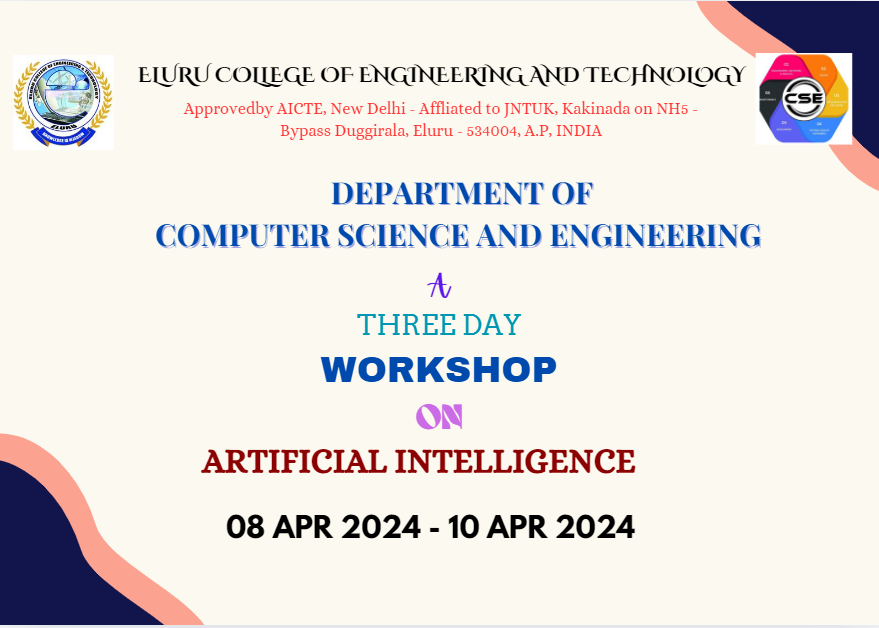 ELURU COLLEGE OF ENGINEERING AND TECHNOLOGY
Approvedby AICTE, New Delhi - Affliated to JNTUK, Kakinada on NH5 -
Bypass Duggirala, Eluru - 534004, A.P, INDIA
CSE
ELURU
DEPARTMENT OF
COMPUTER SCIENCE AND ENGINEERING
A
THREE DAY
WORKSHOP
ON
ARTIFICIAL INTELLIGENCE
08 APR 2024 - 10 APR 2024